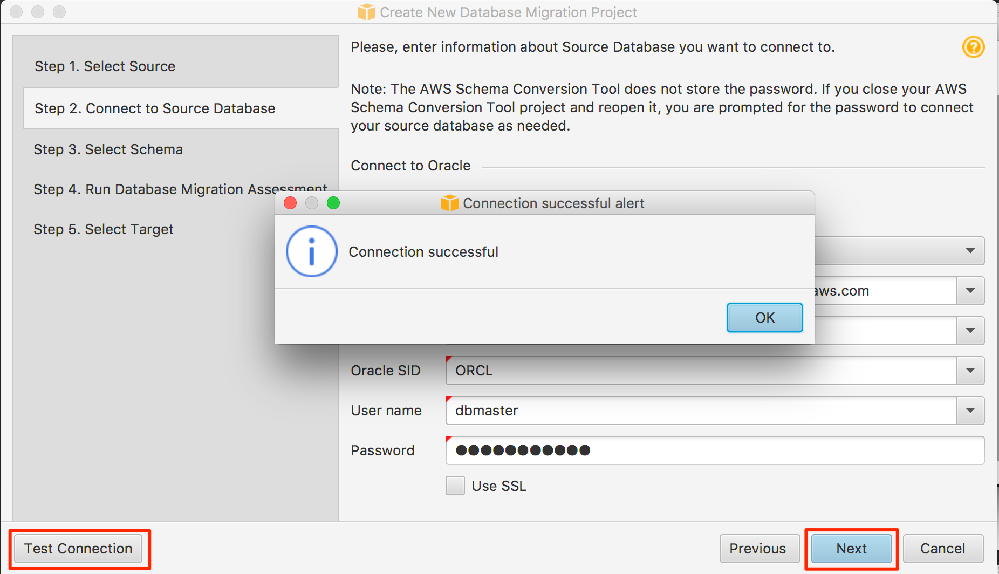 Create New Database Migration Project
Step 1. Select Source
Step 2. Connect to Source Database
Step 3. Select Schema
Step 4. Run Database Migration Assessment
Step 5. Select Target
Please, enter information about Source Database you want to connect to.
Note: The AWS Schema Conversion Tool does not store the password. If you close your AWS
Schema Conversion Tool project and reopen it, you are prompted for the password to connect
your source database as needed.
Connect to Oracle
Connection successful alert
Connection successful
OK
aws.com
Oracle SID
ORCL
User name
dbmaster
Password
Use SSL
Test Connection
Previous
Next
Cancel